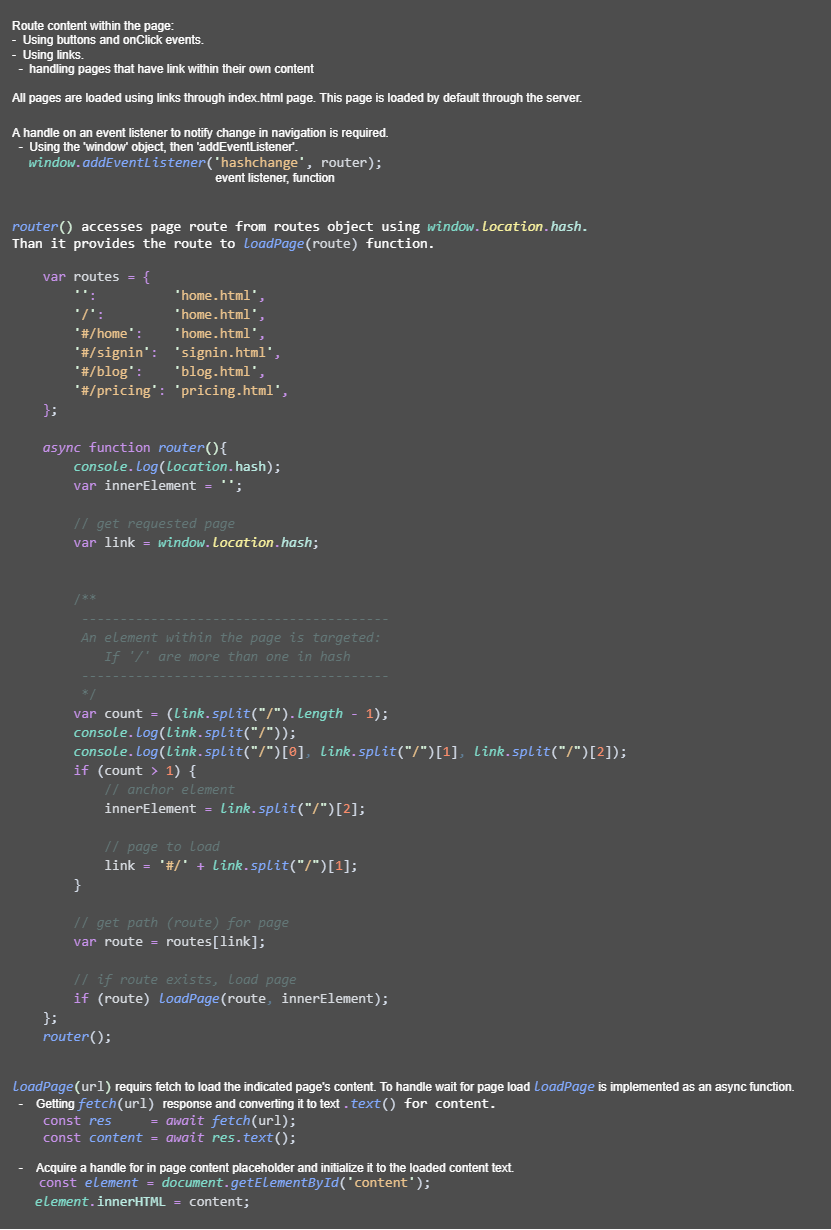 Route content within the page:
- Using buttons and onClick events.
- Using links.
- handling pages that have link within their own content
All pages are loaded using links through index.html page. This page is loaded by default through the server.
A handle on an event listener to notify change in navigation is required.
- Using the 'window' object, then 'addEventListener'.
window.addEventListener('hashchange', router);
event listener, function
router() accesses page route from routes object using window.location.hash.
Than it provides the route to loadPage(route) function.
var routes = {
'': 'home.html',
'/': 'home.html',
'#/home': 'home.html',
'#/signin': 'signin.html',
'#/blog': 'blog.html',
'#/pricing': 'pricing.html',
};
async function router(){
console.log(location.hash);
var innerElement = '';
// get requested page
var link = window.location.hash;
/**
----------------------------------------
An element within the page is targeted:
If '/' are more than one in hash
----------------------------------------
*/
var count = (link.split("/").length - 1);
console.log(link.split("/"));
console.log(link.split("/")[0], link.split("/")[1], link.split("/")[2]);
if (count > 1) {
// anchor element
innerElement = link.split("/")[2];
// page to load
link = '#/' + link.split("/")[1];
}
// get path (route) for page
var route = routes[link];
// if route exists, load page
if (route) loadPage(route, innerElement);
};
router();
loadPage(url) requirs fetch to load the indicated page's content. To handle wait for page load loadPage is implemented as an async function.
- Getting fetch(url) response and converting it to text .text() for content.
const res = await fetch(url);
const content = await res.text();
- Acquire a handle for in page content placeholder and initialize it to the loaded content text.
const element = document.getElementById('content');
element.innerHTML = content;